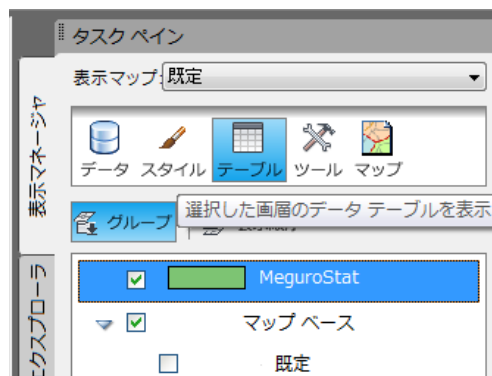 タスク ペイン
表示マップ: 既定
表示マネージャ
データ スタイル テーブル ツール マップ
選択した画層のデータ テーブルを表示
グループ
MeguroStat
マップ ベース
既定
クスプローラ